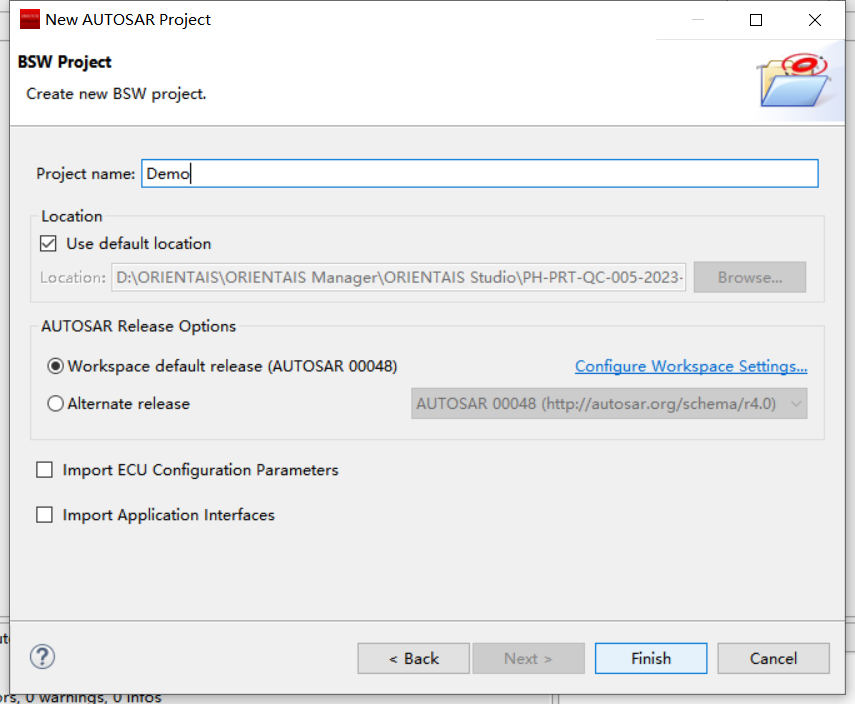 New AUTOSAR Project
BSW Project
Create new BSW project.
Project name: Demo
Location
Use default location
Location: D:\ORIENTAIS\ORIENTAIS Manager\ORIENTAIS Studio\PH-PRT-QC-005-2023- Browse...
AUTOSAR Release Options
Workspace default release (AUTOSAR 00048) Configure Workspace Settings...
Alternate release AUTOSAR 00048 (http://autosar.org/schema/r4.0)
Import ECU Configuration Parameters
Import Application Interfaces
? < Back Next > Finish Cancel
0 warnings, 0 infos